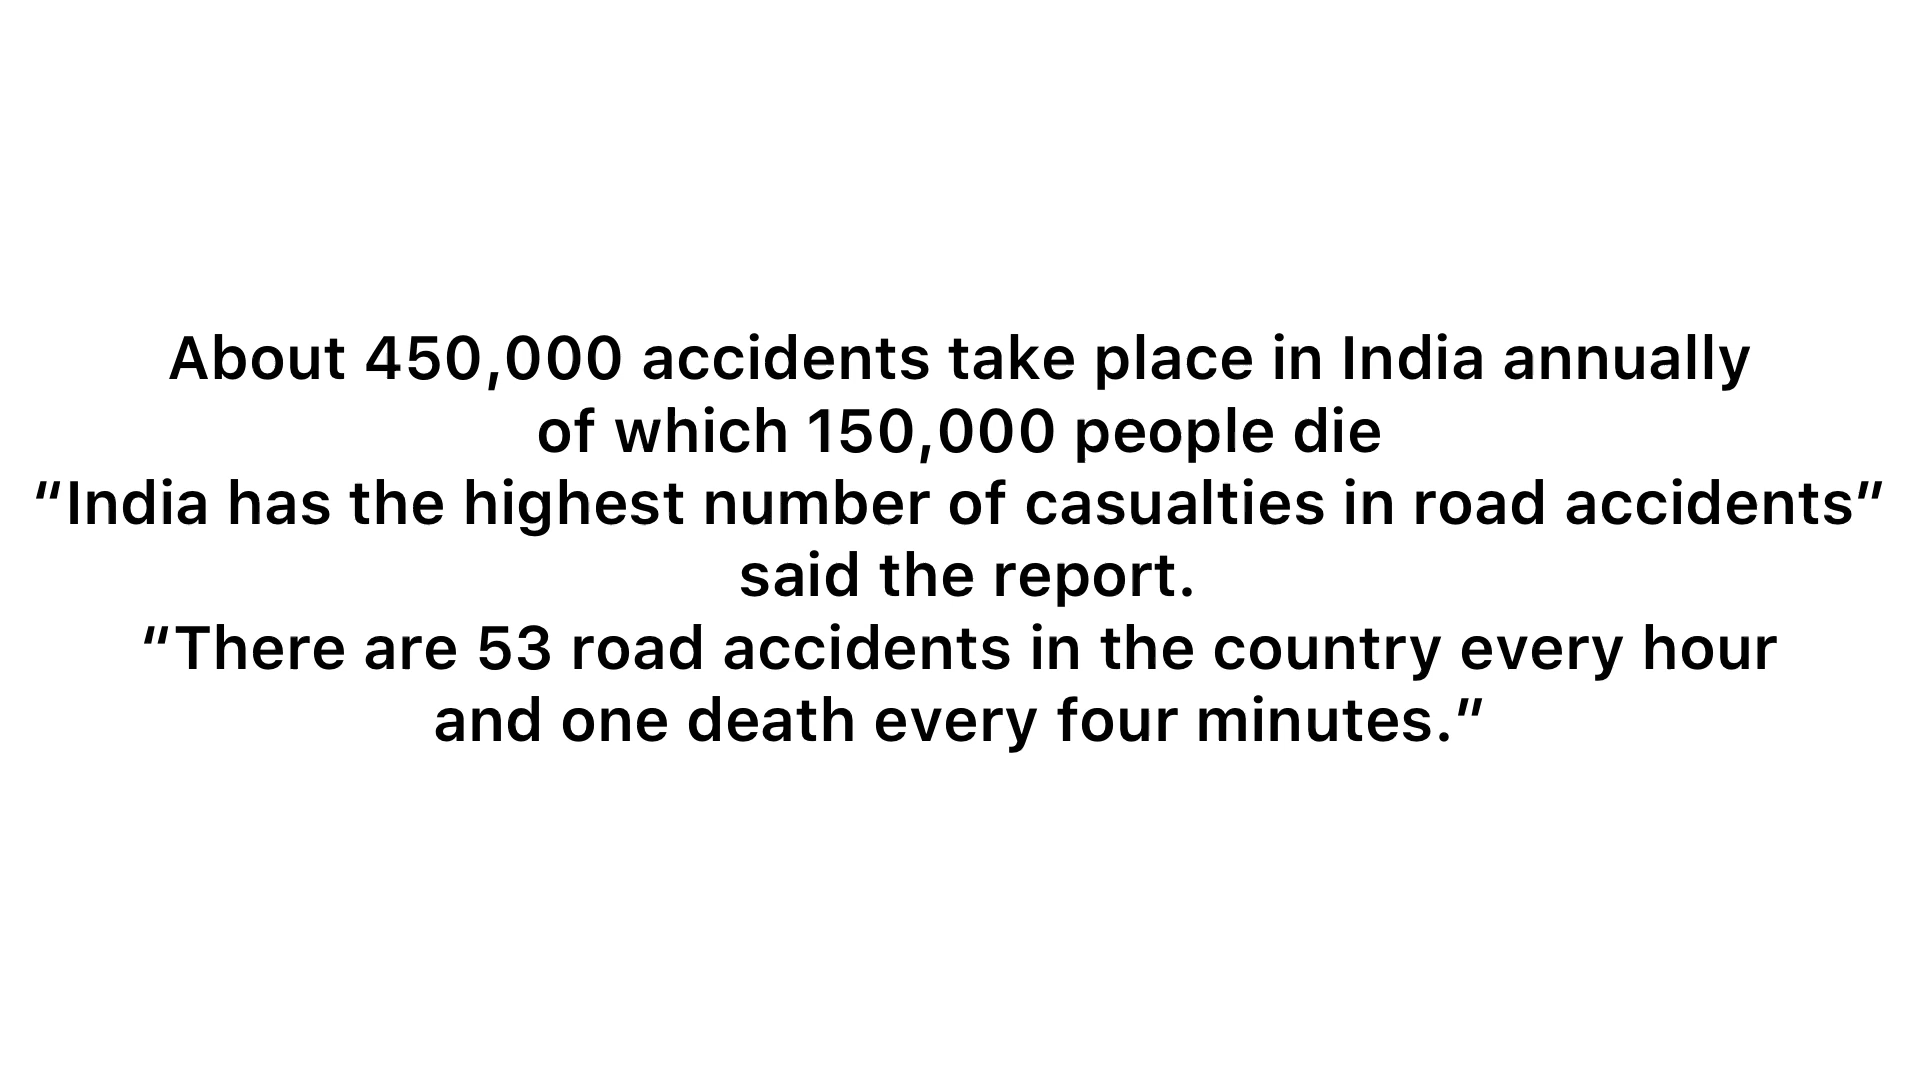 About 450,000 accidents take place in India annually
of which 150,000 people die
“India has the highest number of casualties in road accidents”
said the report.
“There are 53 road accidents in the country every hour
and one death every four minutes.”